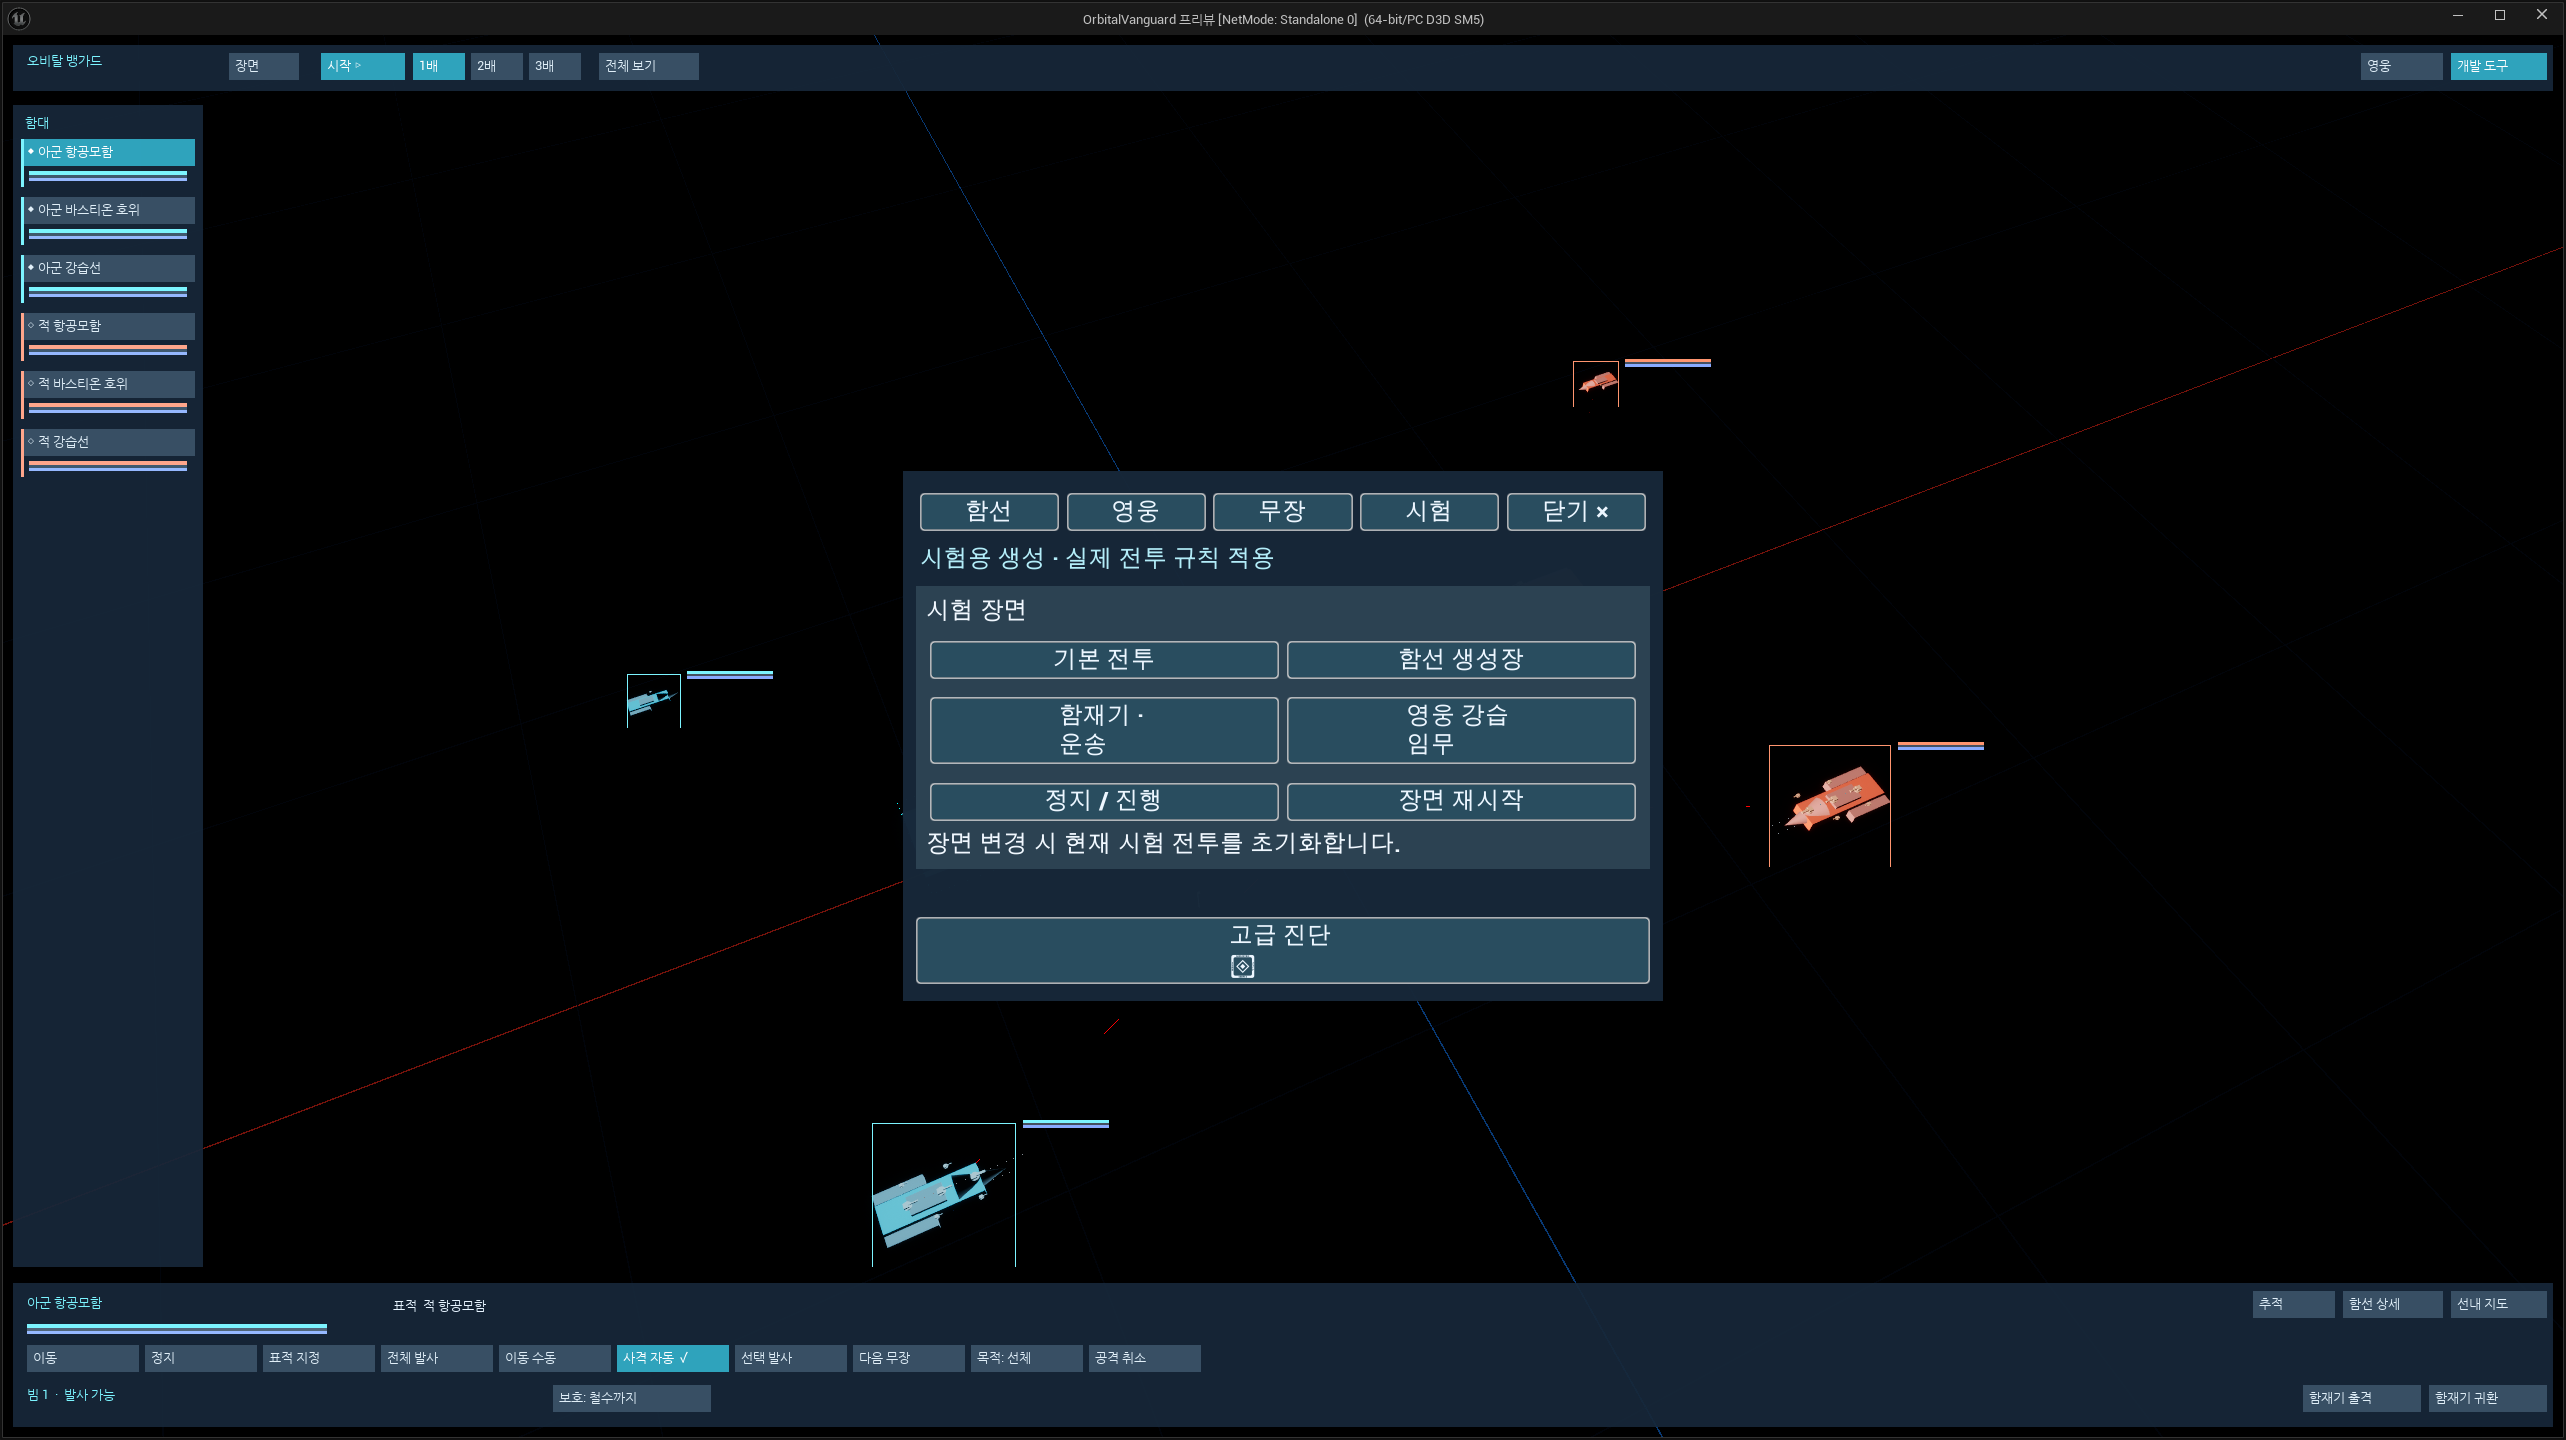 OrbitalVanguard 프리뷰 [NetMode: Standalone 0] (64-bit/PC D3D SM5)
오비탈 뱅가드
장면
시작 ▷
1배
2배
3배
전체 보기
영웅
개발 도구
함대
◆ 아군 항공모함
◆ 아군 바스티온 호위
◆ 아군 강습선
◇ 적 항공모함
◇ 적 바스티온 호위
◇ 적 강습선
함선
영웅
무장
시험
닫기 ×
시험용 생성 · 실제 전투 규칙 적용
시험 장면
기본 전투
함선 생성장
함재기 ·
운송
영웅 강습
임무
정지 / 진행
장면 재시작
장면 변경 시 현재 시험 전투를 초기화합니다.
고급 진단
아군 항공모함
표적 적 항공모함
추적
함선 상세
선내 지도
이동
정지
표적 지정
전체 발사
이동 수동
사격 자동 √
선택 발사
다음 무장
목적: 선체
공격 취소
빔 1 · 발사 가능
보호: 철수까지
함재기 출격
함재기 귀환